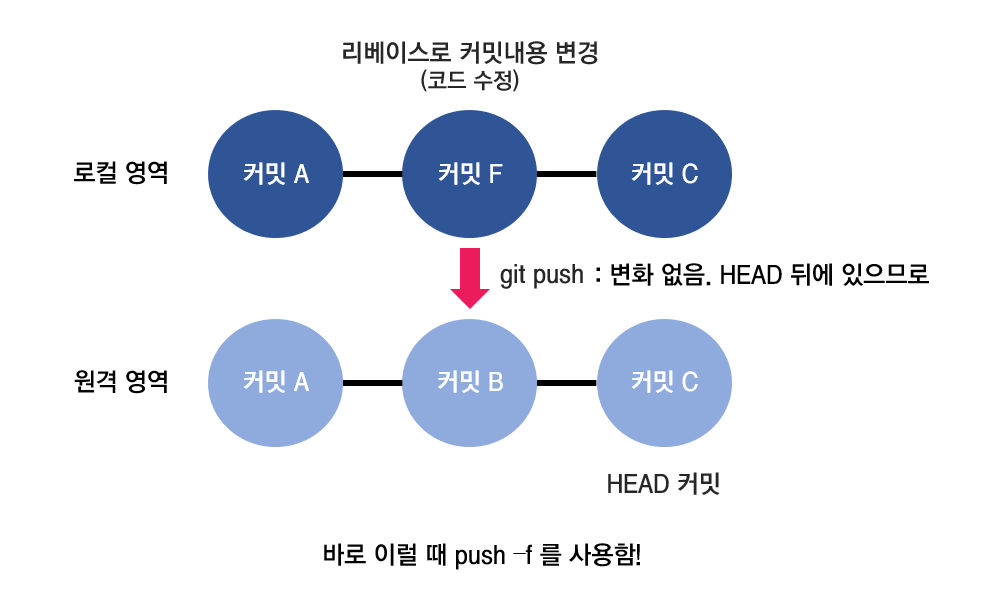 리베이스로 커밋내용 변경
(코드 수정)
로컬 영역
커밋 A
커밋 F
커밋 C
git push : 변화 없음. HEAD 뒤에 있으므로
원격 영역
커밋 A
커밋 B
커밋 C
HEAD 커밋
바로 이럴 때 push –f 를 사용함!